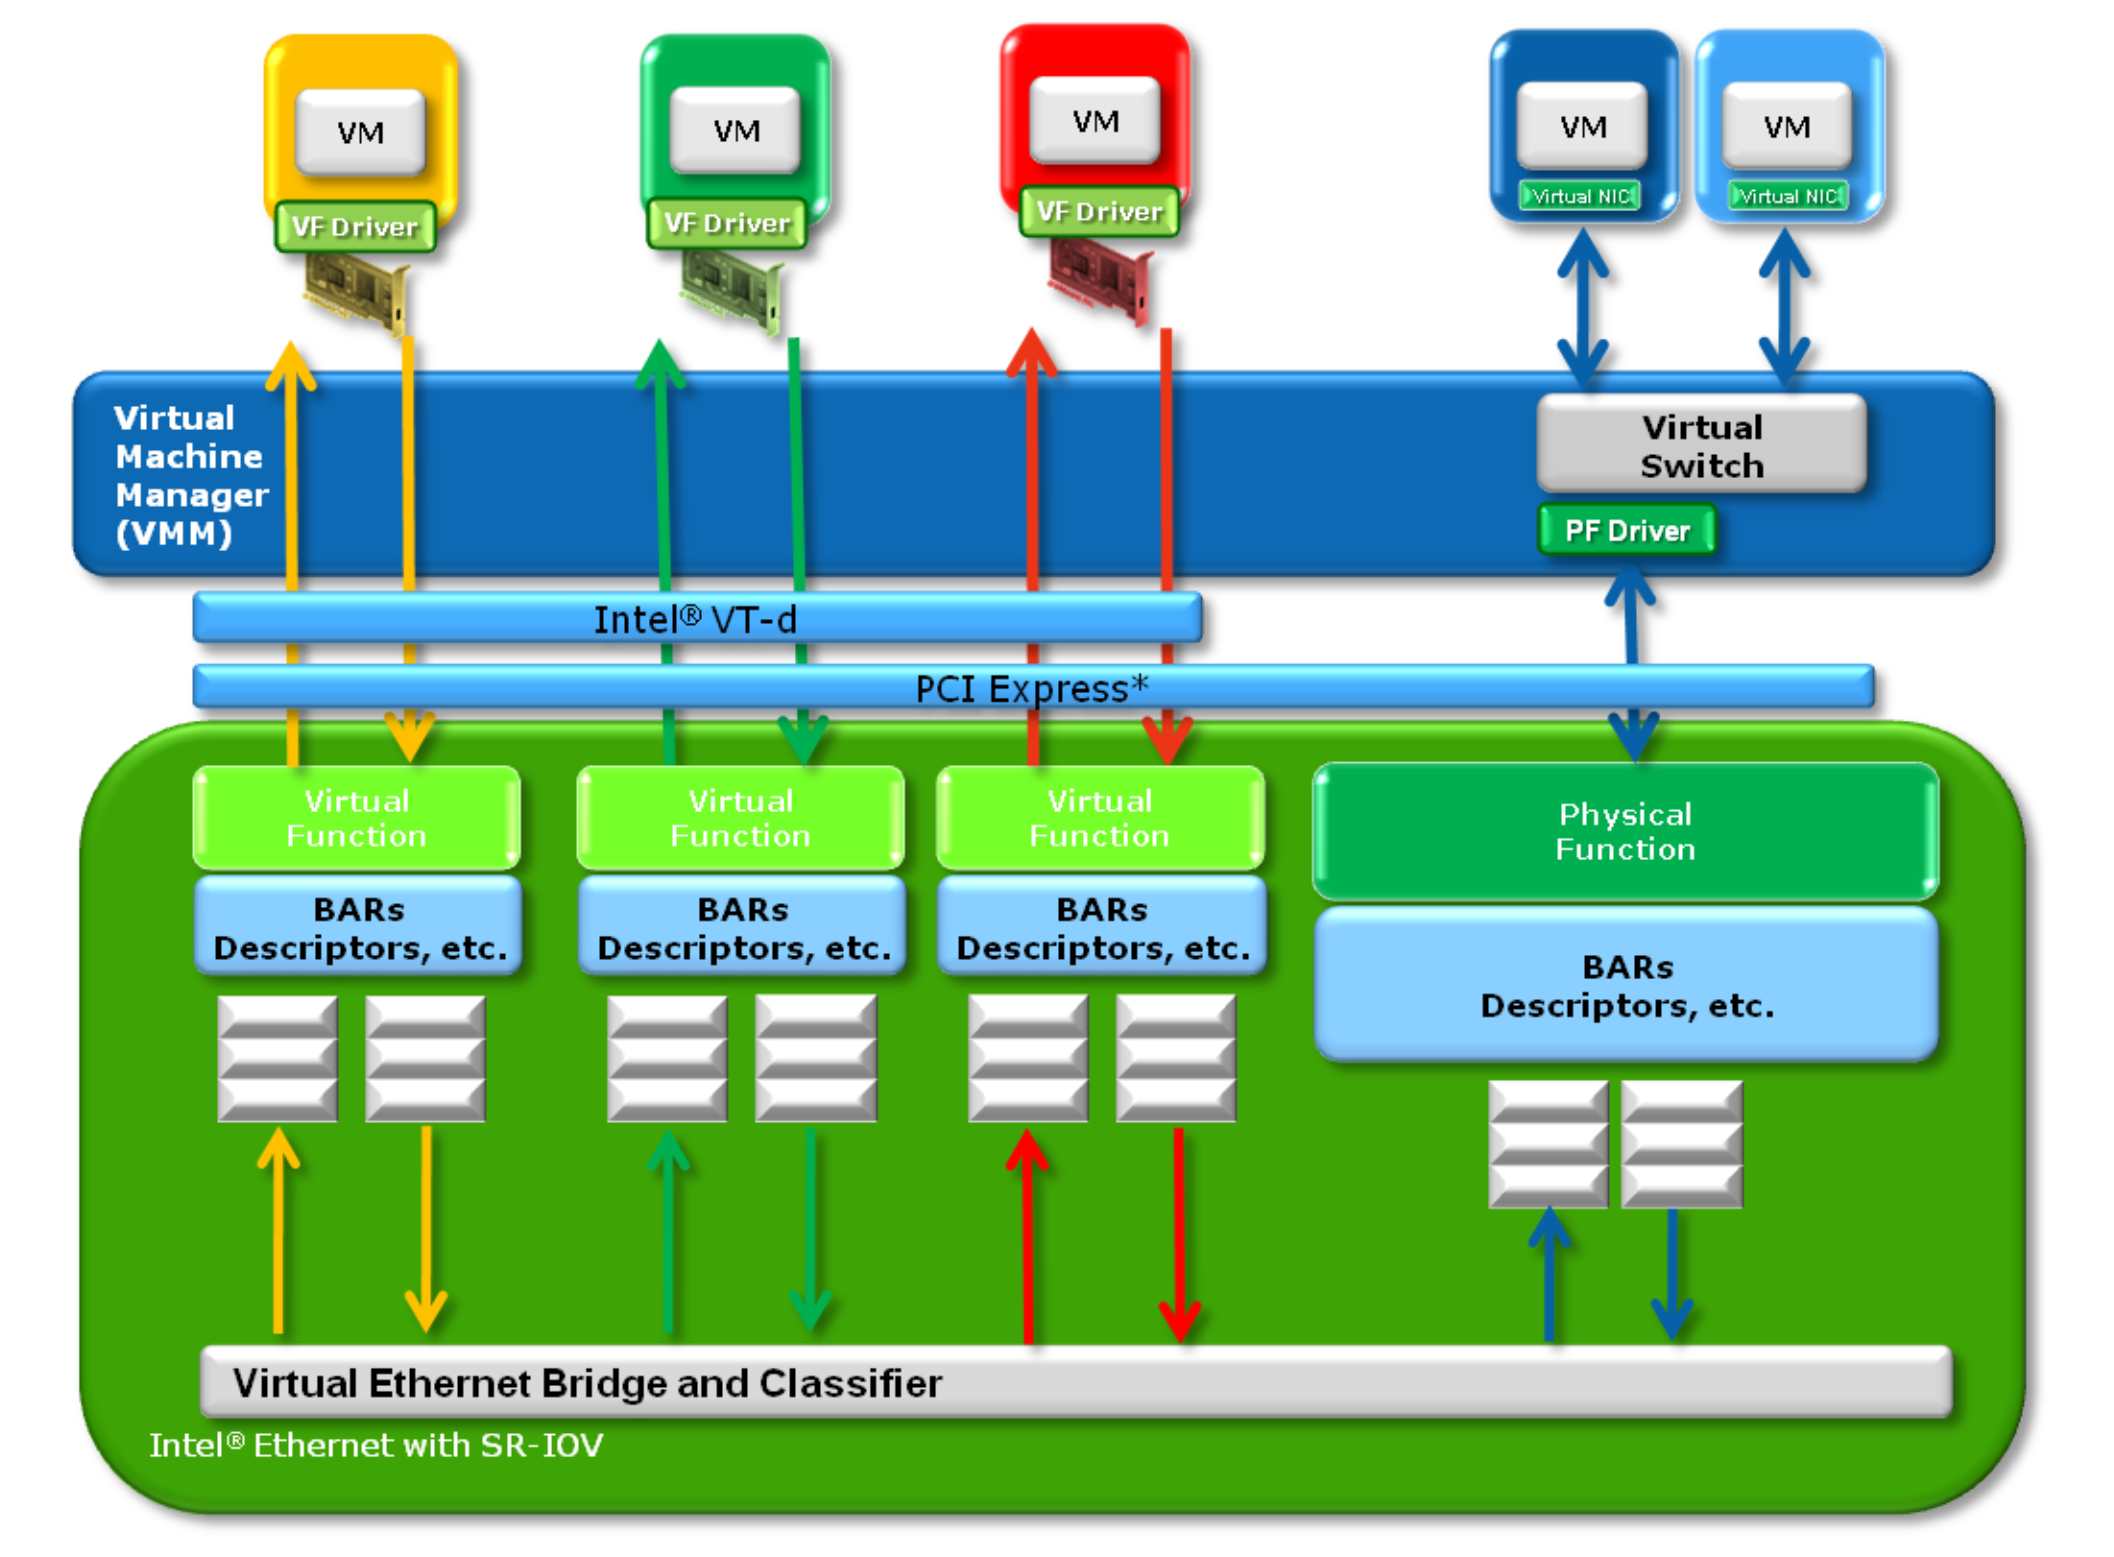 VM
VM
VM
VM
VM
VF Driver
VF Driver
VF Driver
Virtual NIC
Virtual NIC
Virtual
Machine
Manager
(VMM)
Virtual
Switch
PF Driver
Intel® VT-d
PCI Express*
Virtual
Function
Virtual
Function
Virtual
Function
Physical
Function
BARs
Descriptors, etc.
BARs
Descriptors, etc.
BARs
Descriptors, etc.
BARs
Descriptors, etc.
Virtual Ethernet Bridge and Classifier
Intel® Ethernet with SR-IOV